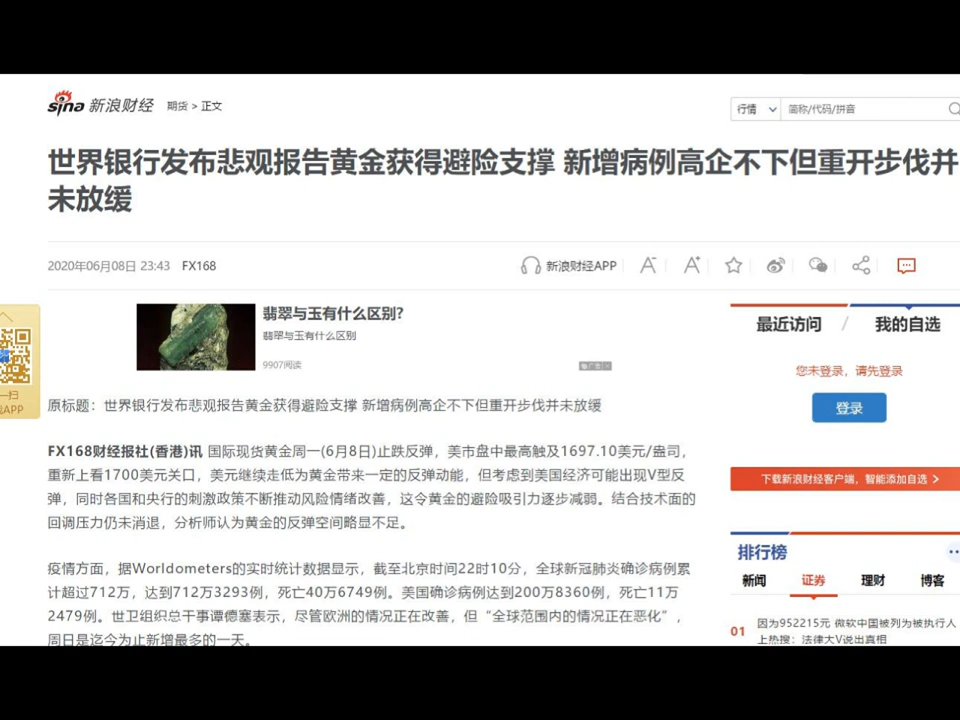 sina 新浪财经 期货 > 正文
行情 简称/代码/拼音
世界银行发布悲观报告黄金获得避险支撑 新增病例高企不下但重开步伐并
未放缓
2020年06月08日 23:43 FX168
新浪财经APP A- A+
翡翠与玉有什么区别?
翡翠与玉有什么区别
9907阅读
最近访问 / 我的自选
您未登录，请先登录
登录
一扫
APP
原标题：世界银行发布悲观报告黄金获得避险支撑 新增病例高企不下但重开步伐并未放缓
FX168财经报社(香港)讯 国际现货黄金周一(6月8日)止跌反弹，美市盘中最高触及1697.10美元/盎司，
重新上看1700美元关口，美元继续走低为黄金带来一定的反弹动能，但考虑到美国经济可能出现V型反
弹，同时各国和央行的刺激政策不断推动风险情绪改善，这令黄金的避险吸引力逐步减弱。结合技术面的
回调压力仍未消退，分析师认为黄金的反弹空间略显不足。
下载新浪财经客户端，智能添加自选 >
疫情方面，据Worldometers的实时统计数据显示，截至北京时间22时10分，全球新冠肺炎确诊病例累
计超过712万，达到712万3293例，死亡40万6749例。美国确诊病例达到200万8360例，死亡11万
2479例。世卫组织总干事谭德塞表示，尽管欧洲的情况正在改善，但“全球范围内的情况正在恶化”，
周日是迄今为止新增最多的一天。
排行榜
新闻 证券 理财 博客
01 因为952215元 微软中国被列为被执行人
上热搜：法律大V说出真相